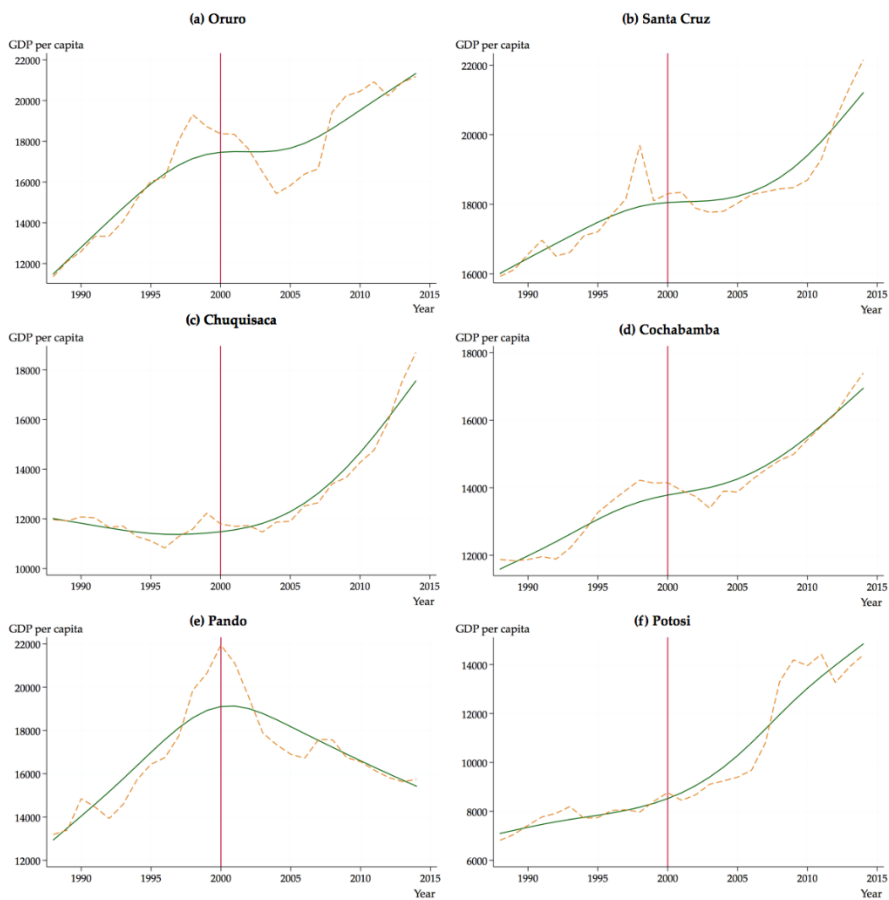 (a) Oruro
GDP per capita
22000
20000
18000
16000
14000
12000
1990 1995 2000 2005 2010 2015
Year
(b) Santa Cruz
GDP per capita
22000
20000
18000
16000
1990 1995 2000 2005 2010 2015
Year
(c) Chuquisaca
GDP per capita
18000
16000
14000
12000
10000
1990 1995 2000 2005 2010 2015
Year
(d) Cochabamba
GDP per capita
18000
16000
14000
12000
1990 1995 2000 2005 2010 2015
Year
(e) Pando
GDP per capita
22000
20000
18000
16000
14000
12000
1990 1995 2000 2005 2010 2015
Year
(f) Potosi
GDP per capita
14000
12000
10000
8000
6000
1990 1995 2000 2005 2010 2015
Year